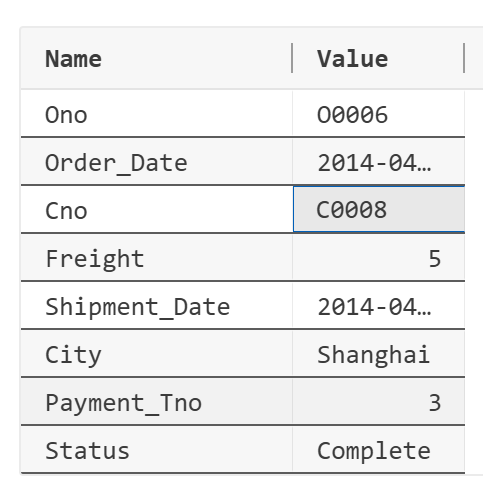 Name Value
Ono O0006
Order_Date 2014-04…
Cno C0008
Freight 5
Shipment_Date 2014-04…
City Shanghai
Payment_Tno 3
Status Complete